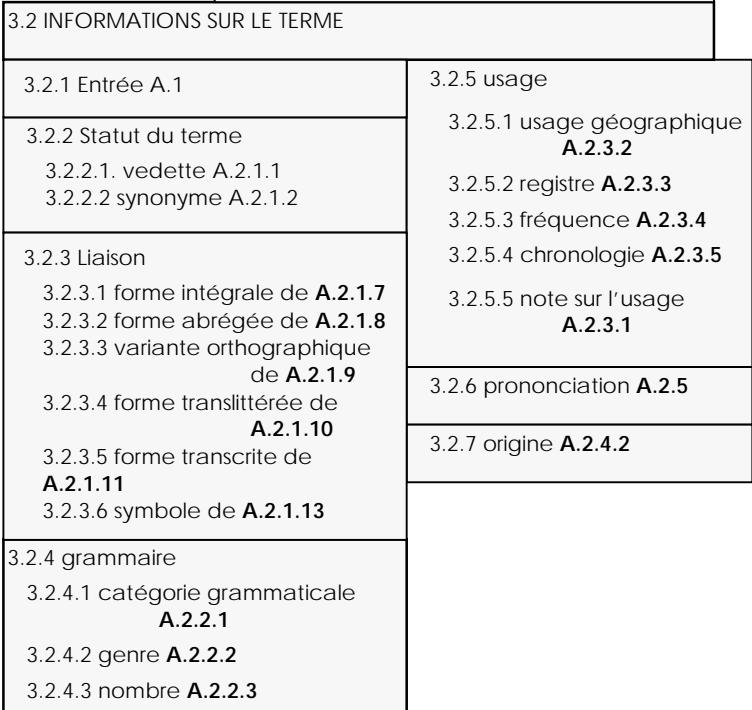 3.2 INFORMATIONS SUR LE TERME
3.2.1 Entrée A.1
3.2.2 Statut du terme
3.2.2.1. vedette A.2.1.1
3.2.2.2 synonyme A.2.1.2
3.2.3 Liaison
3.2.3.1 forme intégrale de A.2.1.7
3.2.3.2 forme abrégée de A.2.1.8
3.2.3.3 variante orthographique
de A.2.1.9
3.2.3.4 forme translittérée de
A.2.1.10
3.2.3.5 forme transcrite de
A.2.1.11
3.2.3.6 symbole de A.2.1.13
3.2.4 grammaire
3.2.4.1 catégorie grammaticale
A.2.2.1
3.2.4.2 genre A.2.2.2
3.2.4.3 nombre A.2.2.3
3.2.5 usage
3.2.5.1 usage géographique
A.2.3.2
3.2.5.2 registre A.2.3.3
3.2.5.3 fréquence A.2.3.4
3.2.5.4 chronologie A.2.3.5
3.2.5.5 note sur l'usage
A.2.3.1
3.2.6 prononciation A.2.5
3.2.7 origine A.2.4.2